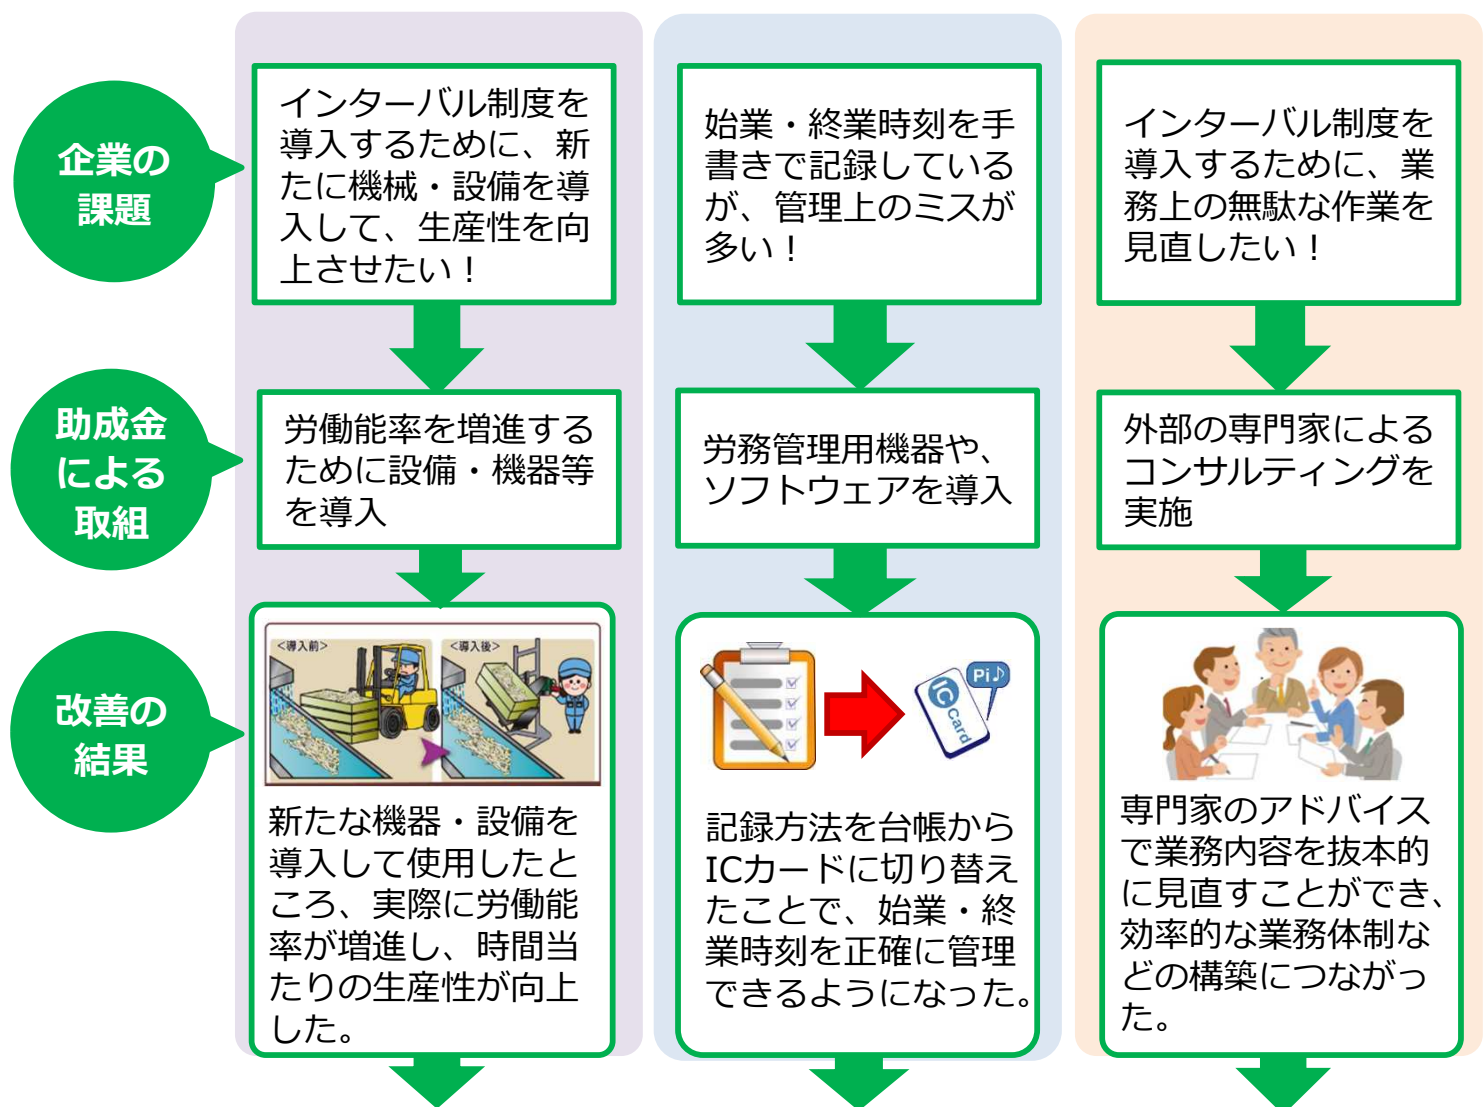 企業の
課題
インターバル制度を
導入するために、新
たに機械・設備を導
入して、生産性を向
上させたい！
始業・終業時刻を手
書きで記録している
が、管理上のミスが
多い！
インターバル制度を
導入するために、業
務上の無駄な作業を
見直したい！
助成金
による
取組
労働能率を増進する
ために設備・機器等
を導入
労務管理用機器や、
ソフトウェアを導入
外部の専門家による
コンサルティングを
実施
改善の
結果
<導入前>
<導入後>
新たな機器・設備を
導入して使用したと
ころ、実際に労働能
率が増進し、時間当
たりの生産性が向上
した。
IC
Card
Pi♪
記録方法を台帳から
ICカードに切り替え
たことで、始業・終
業時刻を正確に管理
できるようになった。
専門家のアドバイス
で業務内容を抜本的
に見直すことができ、
効率的な業務体制な
どの構築につながっ
た。